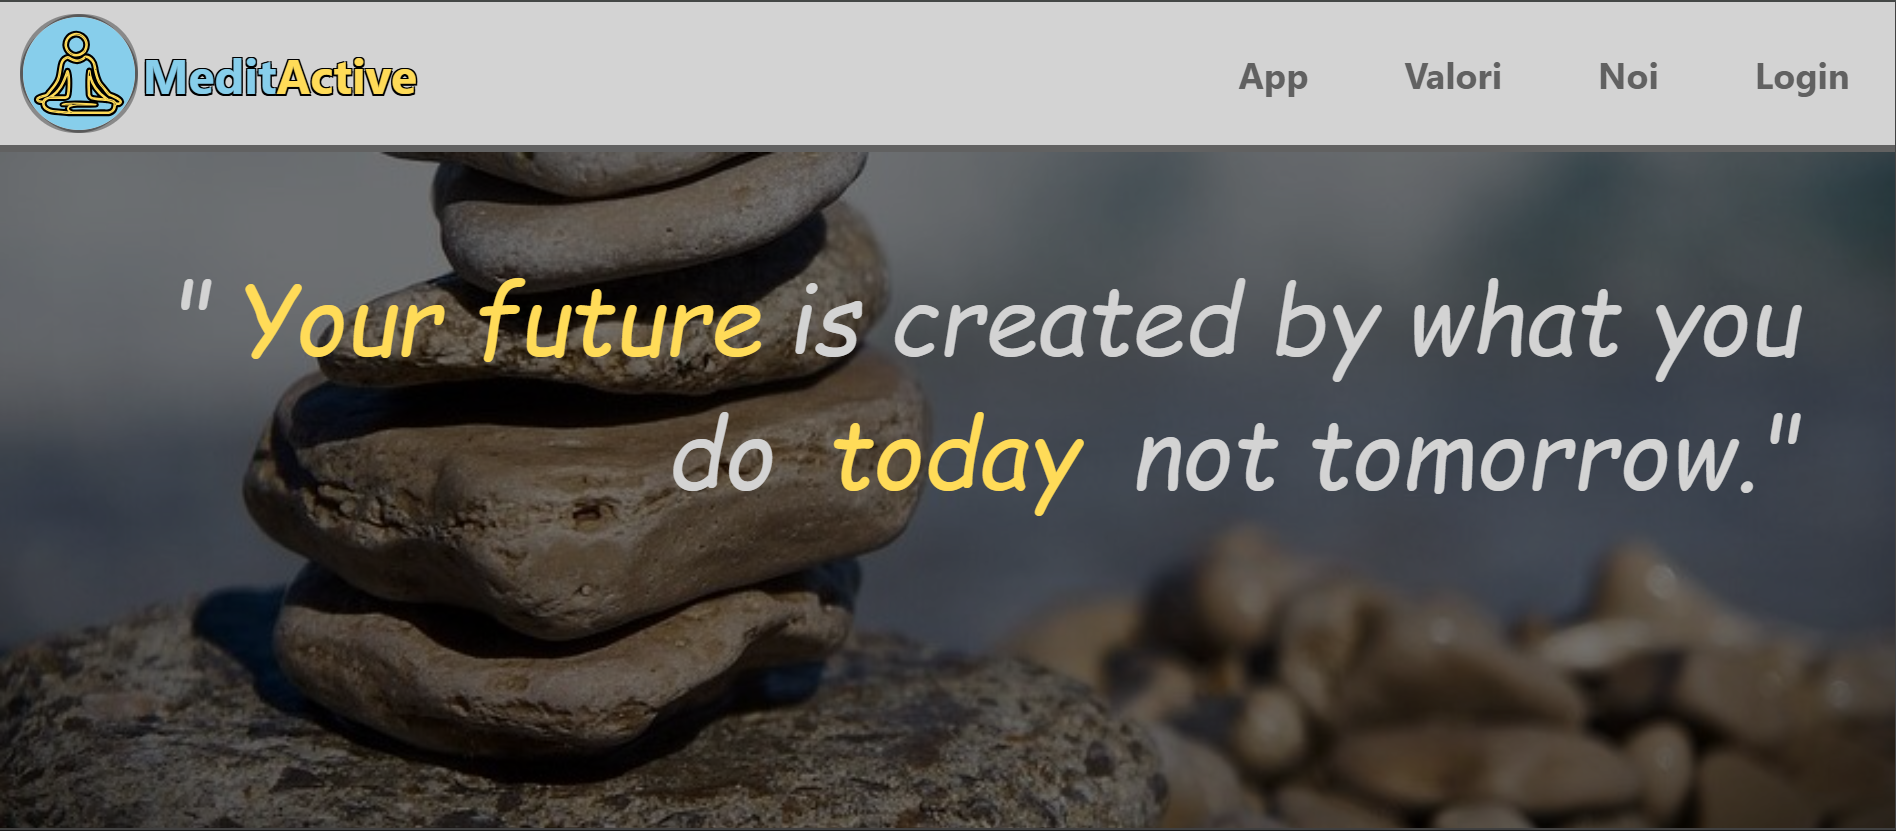 MeditActive
App Valori Noi Login
" Your future is created by what you
do today not tomorrow."